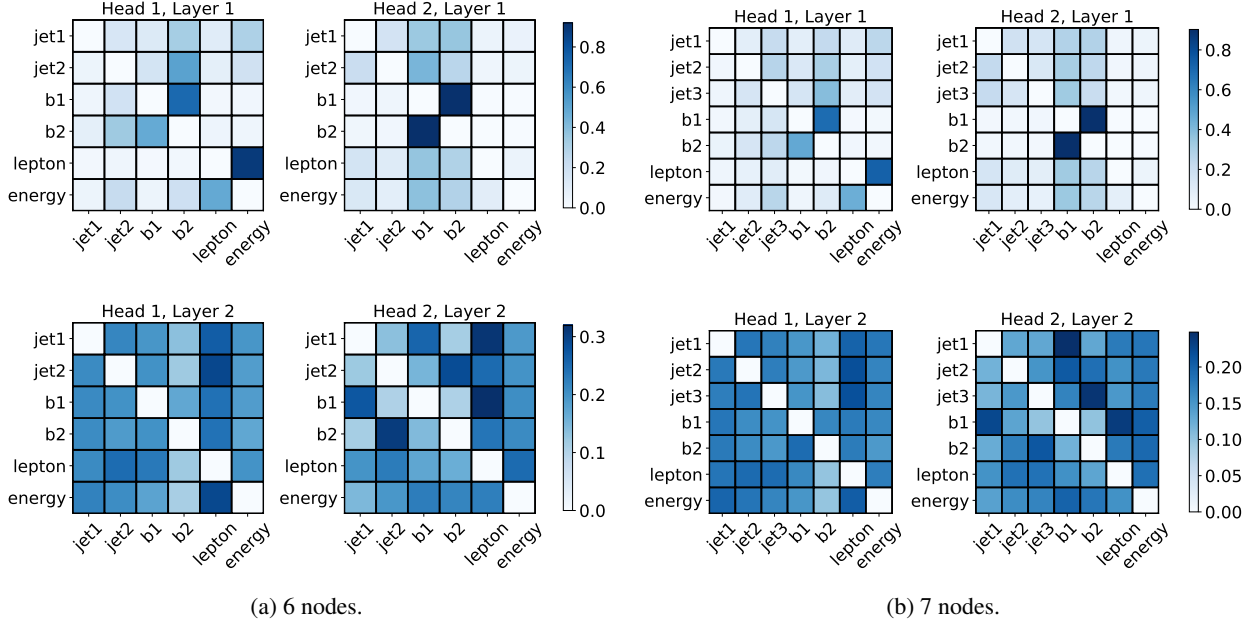 Head 1, Layer 1
jet1
jet2
b1
b2
lepton
energy
jet1 jet2 b1 b2 lepton energy
Head 2, Layer 1
jet1 jet2 b1 b2 lepton energy
0.8
0.6
0.4
0.2
0.0
Head 1, Layer 2
jet1
jet2
b1
b2
lepton
energy
jet1 jet2 b1 b2 lepton energy
Head 2, Layer 2
jet1 jet2 b1 b2 lepton energy
0.3
0.2
0.1
0.0
(a) 6 nodes.
Head 1, Layer 1
jet1
jet2
jet3
b1
b2
lepton
energy
jet1 jet2 jet3 b1 b2 lepton energy
Head 2, Layer 1
jet1 jet2 jet3 b1 b2 lepton energy
0.8
0.6
0.4
0.2
0.0
Head 1, Layer 2
jet1
jet2
jet3
b1
b2
lepton
energy
jet1 jet2 jet3 b1 b2 lepton energy
Head 2, Layer 2
jet1
jet2
jet3
b1
b2
lepton
energy
jet1 jet2 jet3 b1 b2 lepton energy
0.20
0.15
0.10
0.05
0.00
(b) 7 nodes.